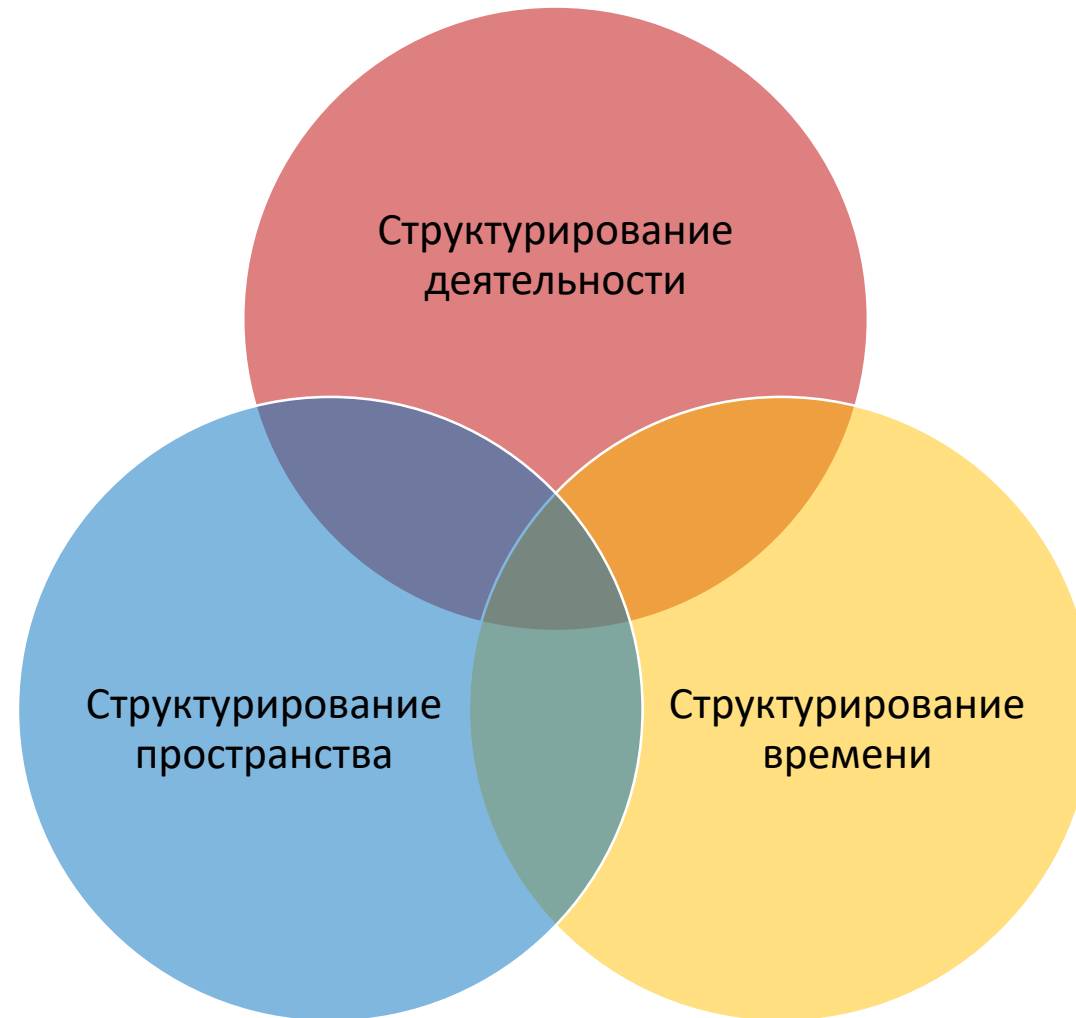 Структурирование
деятельности
Структурирование
пространства
Структурирование
времени